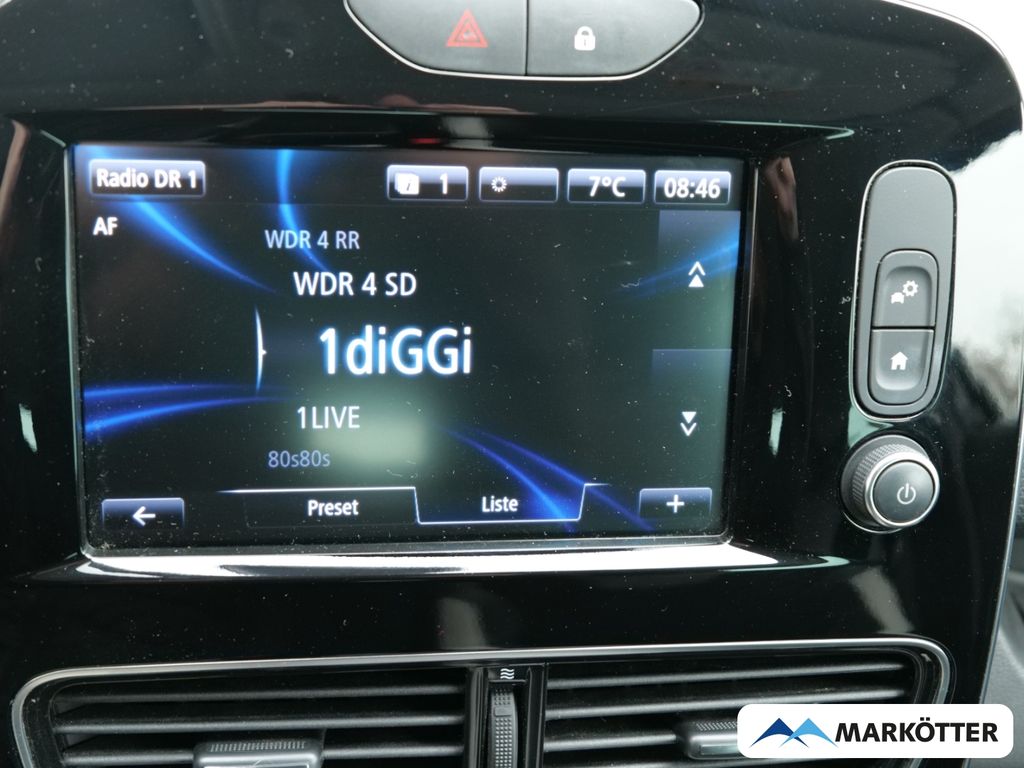 Radio DR 1
1
7°C
08:46
AF
WDR 4 RR
WDR 4 SD
1diGGi
1LIVE
80s80s
Preset
Liste
+
MARKÖTTER